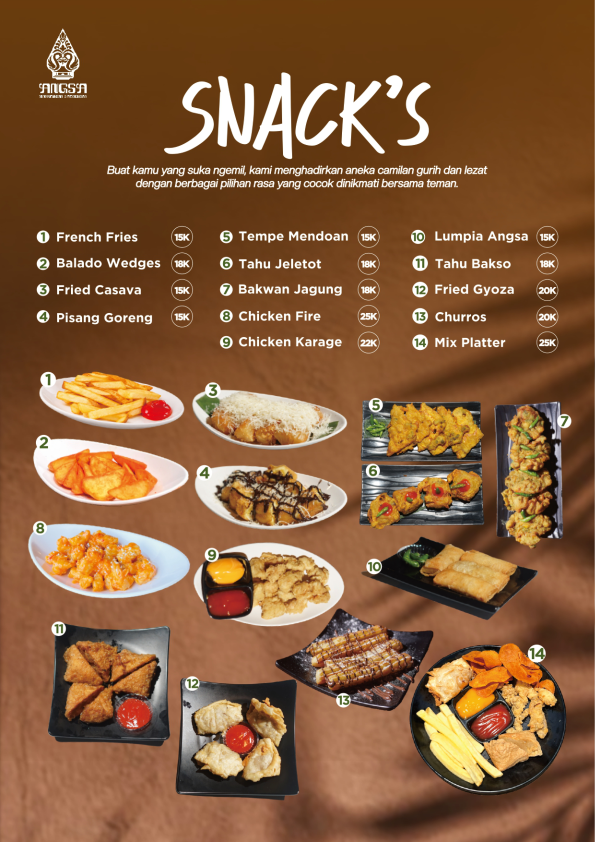 ANGSA
SNACK'S
Buat kamu yang suka ngemil, kami menghadirkan aneka camilan gurih dan lezat
dengan berbagai pilihan rasa yang cocok dinikmati bersama teman.
1 French Fries 15K
2 Balado Wedges 18K
3 Fried Casava 15K
4 Pisang Goreng 15K
5 Tempe Mendoan 15K
6 Tahu Jeletot 18K
7 Bakwan Jagung 18K
8 Chicken Fire 25K
9 Chicken Karage 22K
10 Lumpia Angsa 15K
11 Tahu Bakso 18K
12 Fried Gyoza 20K
13 Churros 20K
14 Mix Platter 25K
1
3
5
7
2
4
6
8
9
10
11
12
13
14